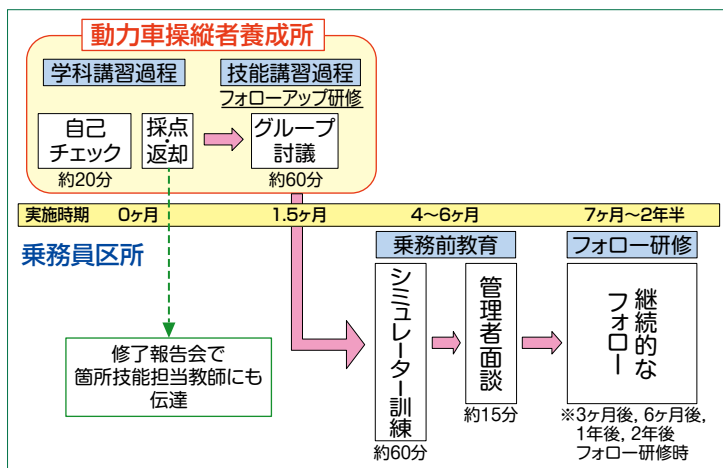 動力車操縦者養成所
学科講習過程
技能講習過程
フォローアップ研修
自己
チェック
約20分
採点・
返却
グループ
討議
約60分
実施時期
0ヶ月
1.5ヶ月
4〜6ヶ月
7ヶ月〜2年半
乗務員区所
乗務前教育
フォロー研修
シミュレーター訓練
約60分
管理者面談
約15分
継続的な
フォロー
※3ヶ月後, 6ヶ月後,
1年後, 2年後
フォロー研修時
修了報告会で
箇所技能担当教師にも
伝達